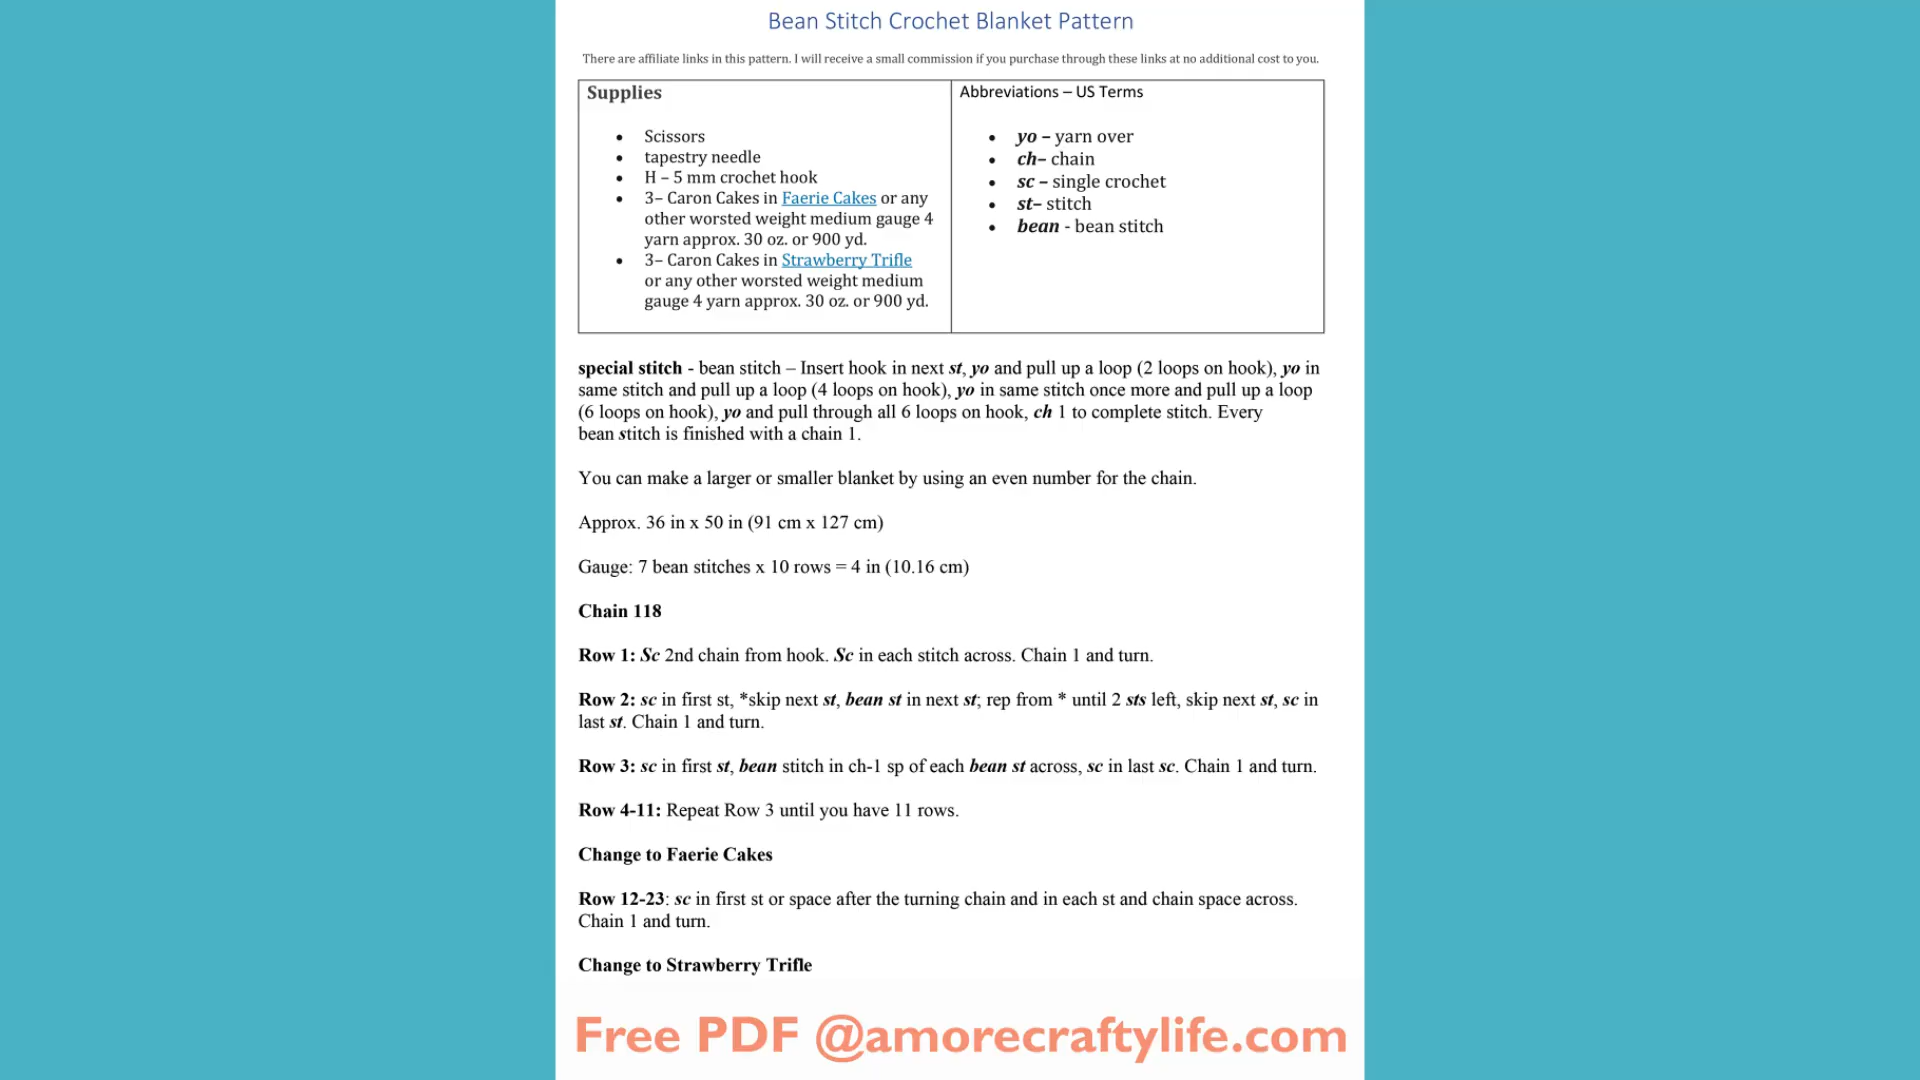 Bean Stitch Crochet Blanket Pattern
There are affiliate links in this pattern. I will receive a small commission if you purchase through these links at no additional cost to you.
Supplies
• Scissors
• tapestry needle
• H – 5 mm crochet hook
• 3– Caron Cakes in Faerie Cakes or any
other worsted weight medium gauge 4
yarn approx. 30 oz. or 900 yd.
• 3– Caron Cakes in Strawberry Trifle
or any other worsted weight medium
gauge 4 yarn approx. 30 oz. or 900 yd.
Abbreviations – US Terms
• yo – yarn over
• ch– chain
• sc – single crochet
• st– stitch
• bean - bean stitch
special stitch - bean stitch – Insert hook in next st, yo and pull up a loop (2 loops on hook), yo in
same stitch and pull up a loop (4 loops on hook), yo in same stitch once more and pull up a loop
(6 loops on hook), yo and pull through all 6 loops on hook, ch 1 to complete stitch. Every
bean stitch is finished with a chain 1.
You can make a larger or smaller blanket by using an even number for the chain.
Approx. 36 in x 50 in (91 cm x 127 cm)
Gauge: 7 bean stitches x 10 rows = 4 in (10.16 cm)
Chain 118
Row 1: Sc 2nd chain from hook. Sc in each stitch across. Chain 1 and turn.
Row 2: sc in first st, *skip next st, bean st in next st; rep from * until 2 sts left, skip next st, sc in
last st. Chain 1 and turn.
Row 3: sc in first st, bean stitch in ch-1 sp of each bean st across, sc in last sc. Chain 1 and turn.
Row 4-11: Repeat Row 3 until you have 11 rows.
Change to Faerie Cakes
Row 12-23: sc in first st or space after the turning chain and in each st and chain space across.
Chain 1 and turn.
Change to Strawberry Trifle
Free PDF @amorecraftylife.com